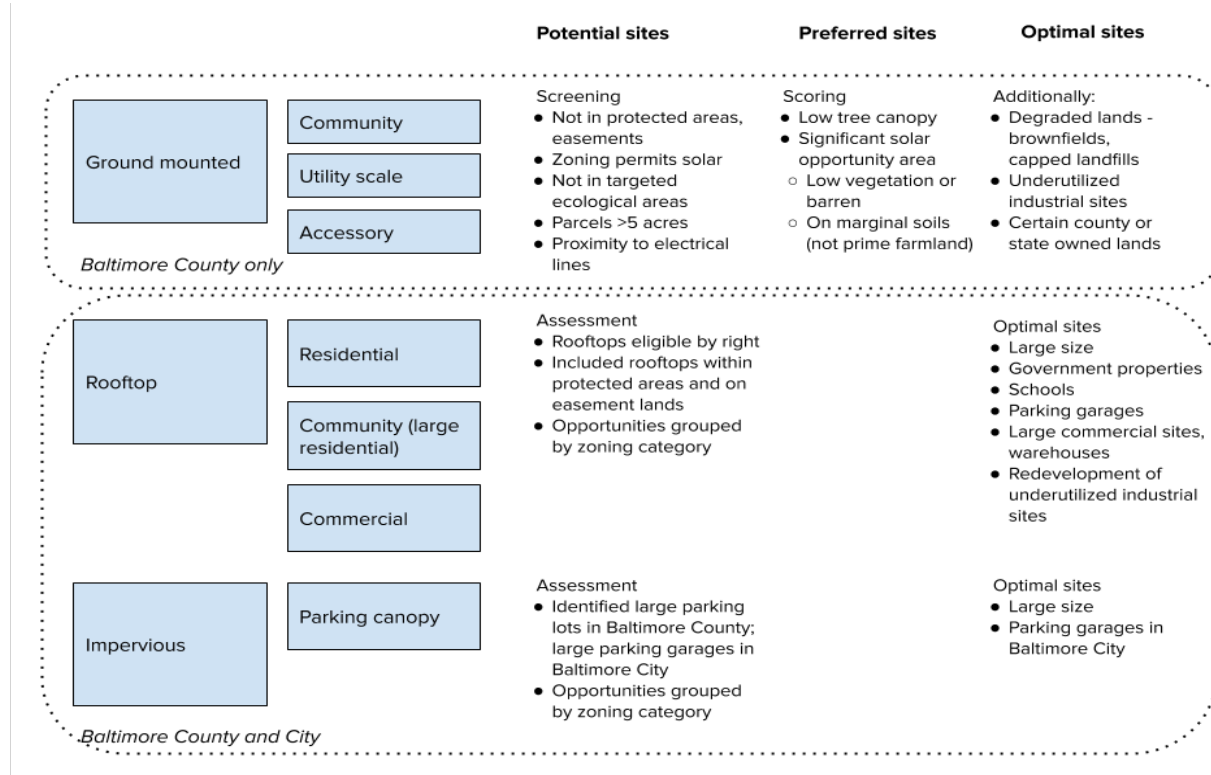 Potential sites
Preferred sites
Optimal sites
Ground mounted
Community
Utility scale
Accessory
Baltimore County only
Screening
● Not in protected areas,
easements
● Zoning permits solar
● Not in targeted
ecological areas
● Parcels >5 acres
● Proximity to electrical
lines
Scoring
● Low tree canopy
● Significant solar
opportunity area
○ Low vegetation or
barren
○ On marginal soils
(not prime farmland)
Additionally:
● Degraded lands -
brownfields,
capped landfills
● Underutilized
industrial sites
● Certain county or
state owned lands
Rooftop
Residential
Community (large
residential)
Commercial
Assessment
● Rooftops eligible by right
● Included rooftops within
protected areas and on
easement lands
● Opportunities grouped
by zoning category
Optimal sites
● Large size
● Government properties
● Schools
● Parking garages
● Large commercial sites,
warehouses
● Redevelopment of
underutilized industrial
sites
Impervious
Parking canopy
Assessment
● Identified large parking
lots in Baltimore County;
large parking garages in
Baltimore City
● Opportunities grouped
by zoning category
Optimal sites
● Large size
● Parking garages in
Baltimore City
Baltimore County and City